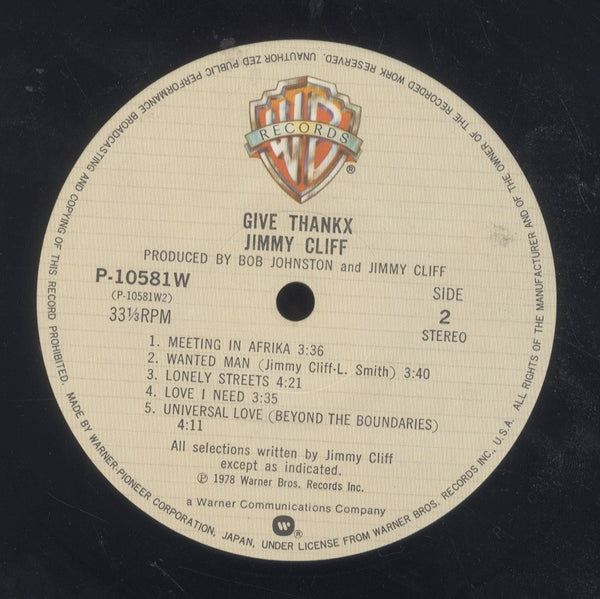 WB
RECORDS
®
GIVE THANKX
JIMMY CLIFF
PRODUCED BY BOB JOHNSTON and JIMMY CLIFF
P-10581W
(P-10581W2)
33⅓RPM
SIDE
2
STEREO
1. MEETING IN AFRIKA 3:36
2. WANTED MAN (Jimmy Cliff-L. Smith) 3:40
3. LONELY STREETS 4:21
4. LOVE I NEED 3:35
5. UNIVERSAL LOVE (BEYOND THE BOUNDARIES)
4:11
All selections written by Jimmy Cliff
except as indicated.
℗ 1978 Warner Bros. Records Inc.
a Warner Communications Company
®
MADE BY WARNER-PIONEER CORPORATION, JAPAN, UNDER LICENSE FROM WARNER BROS. RECORDS INC., U.S.A. ALL RIGHTS OF THE MANUFACTURER AND OF THE OWNER OF THE RECORDED WORK RESERVED. UNAUTHORIZED PUBLIC PERFORMANCE BROADCASTING AND COPYING OF THIS RECORD PROHIBITED.